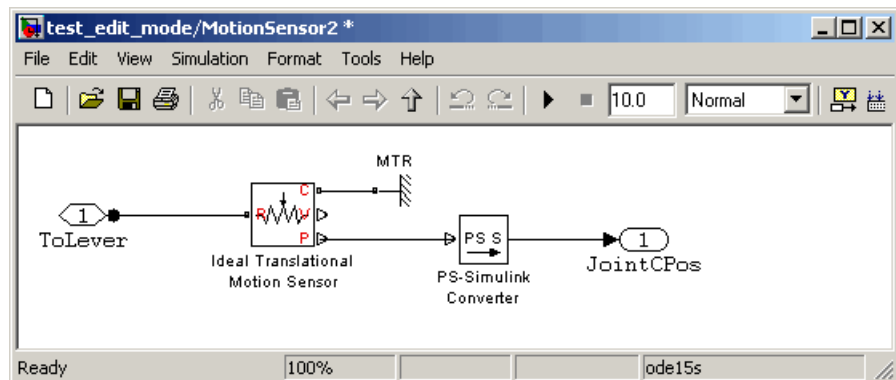 test_edit_mode/MotionSensor2 *
File Edit View Simulation Format Tools Help
10.0 Normal
MTR
C
1
R V
P
PS S
1
ToLever
Ideal Translational
Motion Sensor
PS-Simulink
Converter
JointCPos
Ready 100% ode15s